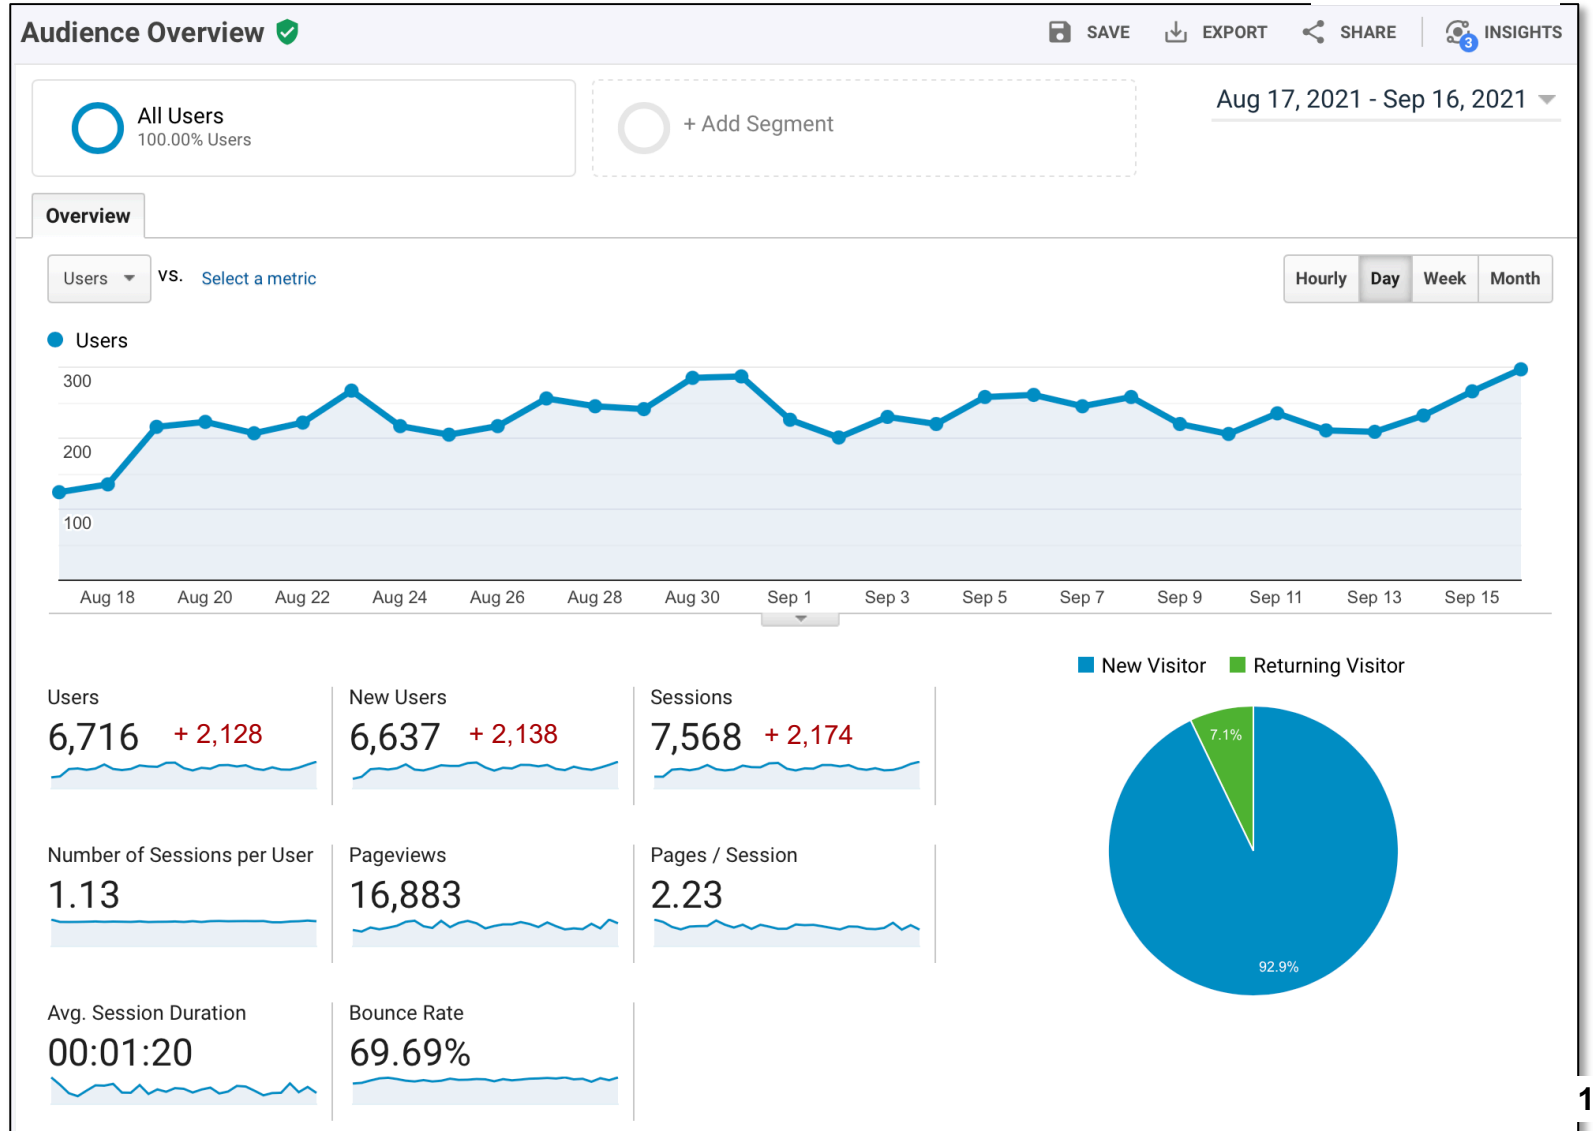 Audience Overview
SAVE EXPORT SHARE 3 INSIGHTS
All Users
100.00% Users
+ Add Segment
Aug 17, 2021 - Sep 16, 2021
Overview
Users vs. Select a metric
Hourly Day Week Month
Users
300
200
100
Aug 18 Aug 20 Aug 22 Aug 24 Aug 26 Aug 28 Aug 30 Sep 1 Sep 3 Sep 5 Sep 7 Sep 9 Sep 11 Sep 13 Sep 15
New Visitor Returning Visitor
Users
6,716 + 2,128
New Users
6,637 + 2,138
Sessions
7,568 + 2,174
7.1%
92.9%
Number of Sessions per User
1.13
Pageviews
16,883
Pages / Session
2.23
Avg. Session Duration
00:01:20
Bounce Rate
69.69%
1